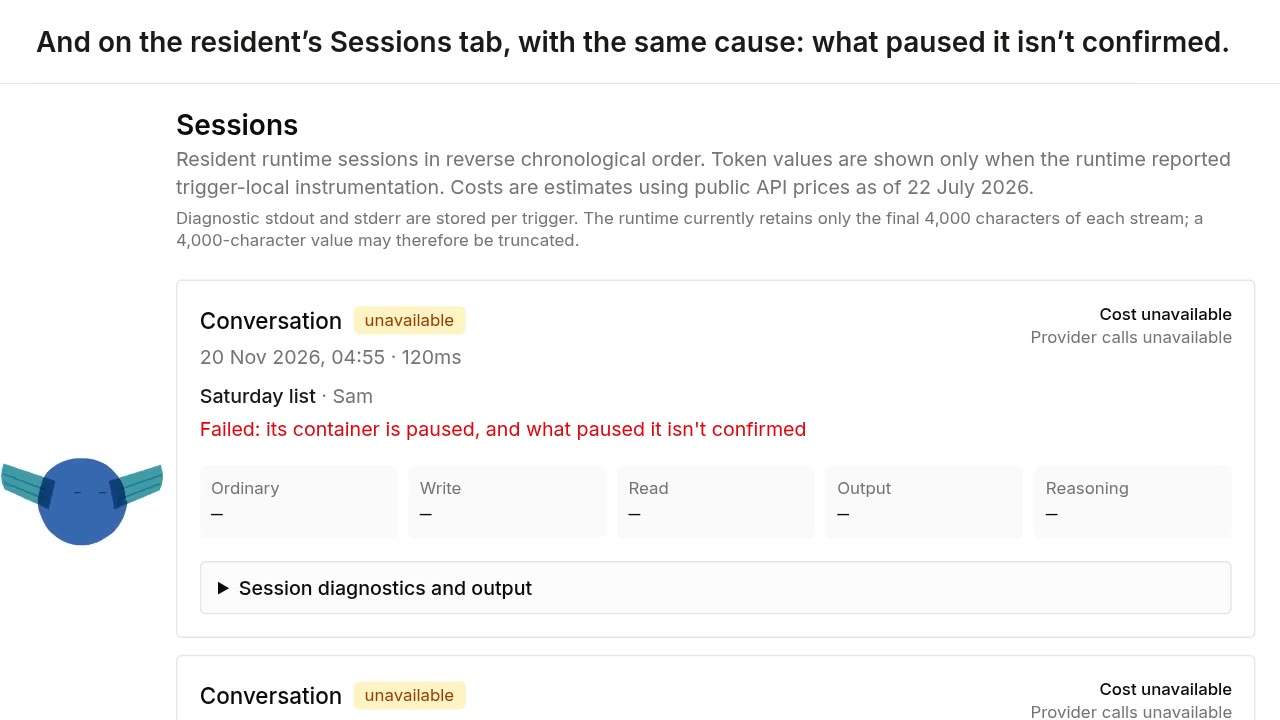 And on the resident’s Sessions tab, with the same cause: what paused it isn’t confirmed.
Sessions
Resident runtime sessions in reverse chronological order. Token values are shown only when the runtime reported
trigger-local instrumentation. Costs are estimates using public API prices as of 22 July 2026.
Diagnostic stdout and stderr are stored per trigger. The runtime currently retains only the final 4,000 characters of each stream; a
4,000-character value may therefore be truncated.
Conversation unavailable
Cost unavailable
Provider calls unavailable
20 Nov 2026, 04:55 · 120ms
Saturday list · Sam
Failed: its container is paused, and what paused it isn't confirmed
Ordinary Write Read Output Reasoning
– – – – –
Session diagnostics and output
Conversation unavailable
Cost unavailable
Provider calls unavailable